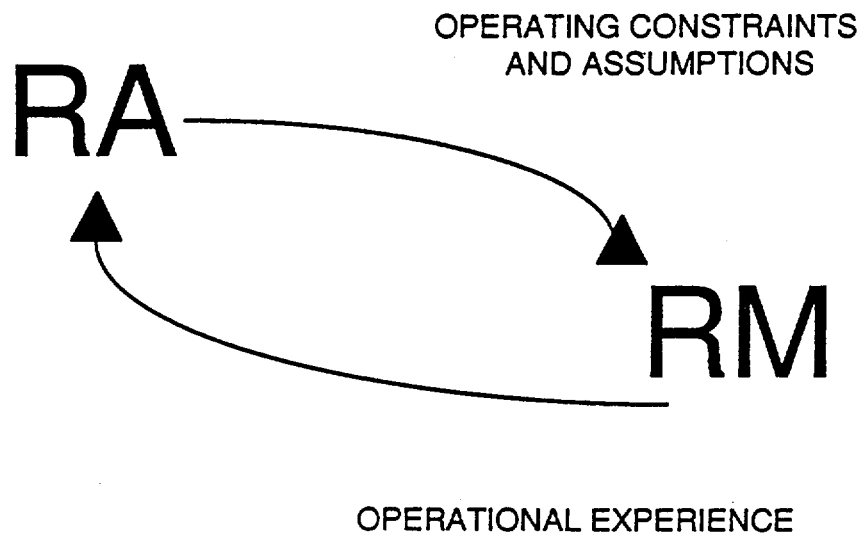 OPERATING CONSTRAINTS
AND ASSUMPTIONS
RA
RM
OPERATIONAL EXPERIENCE